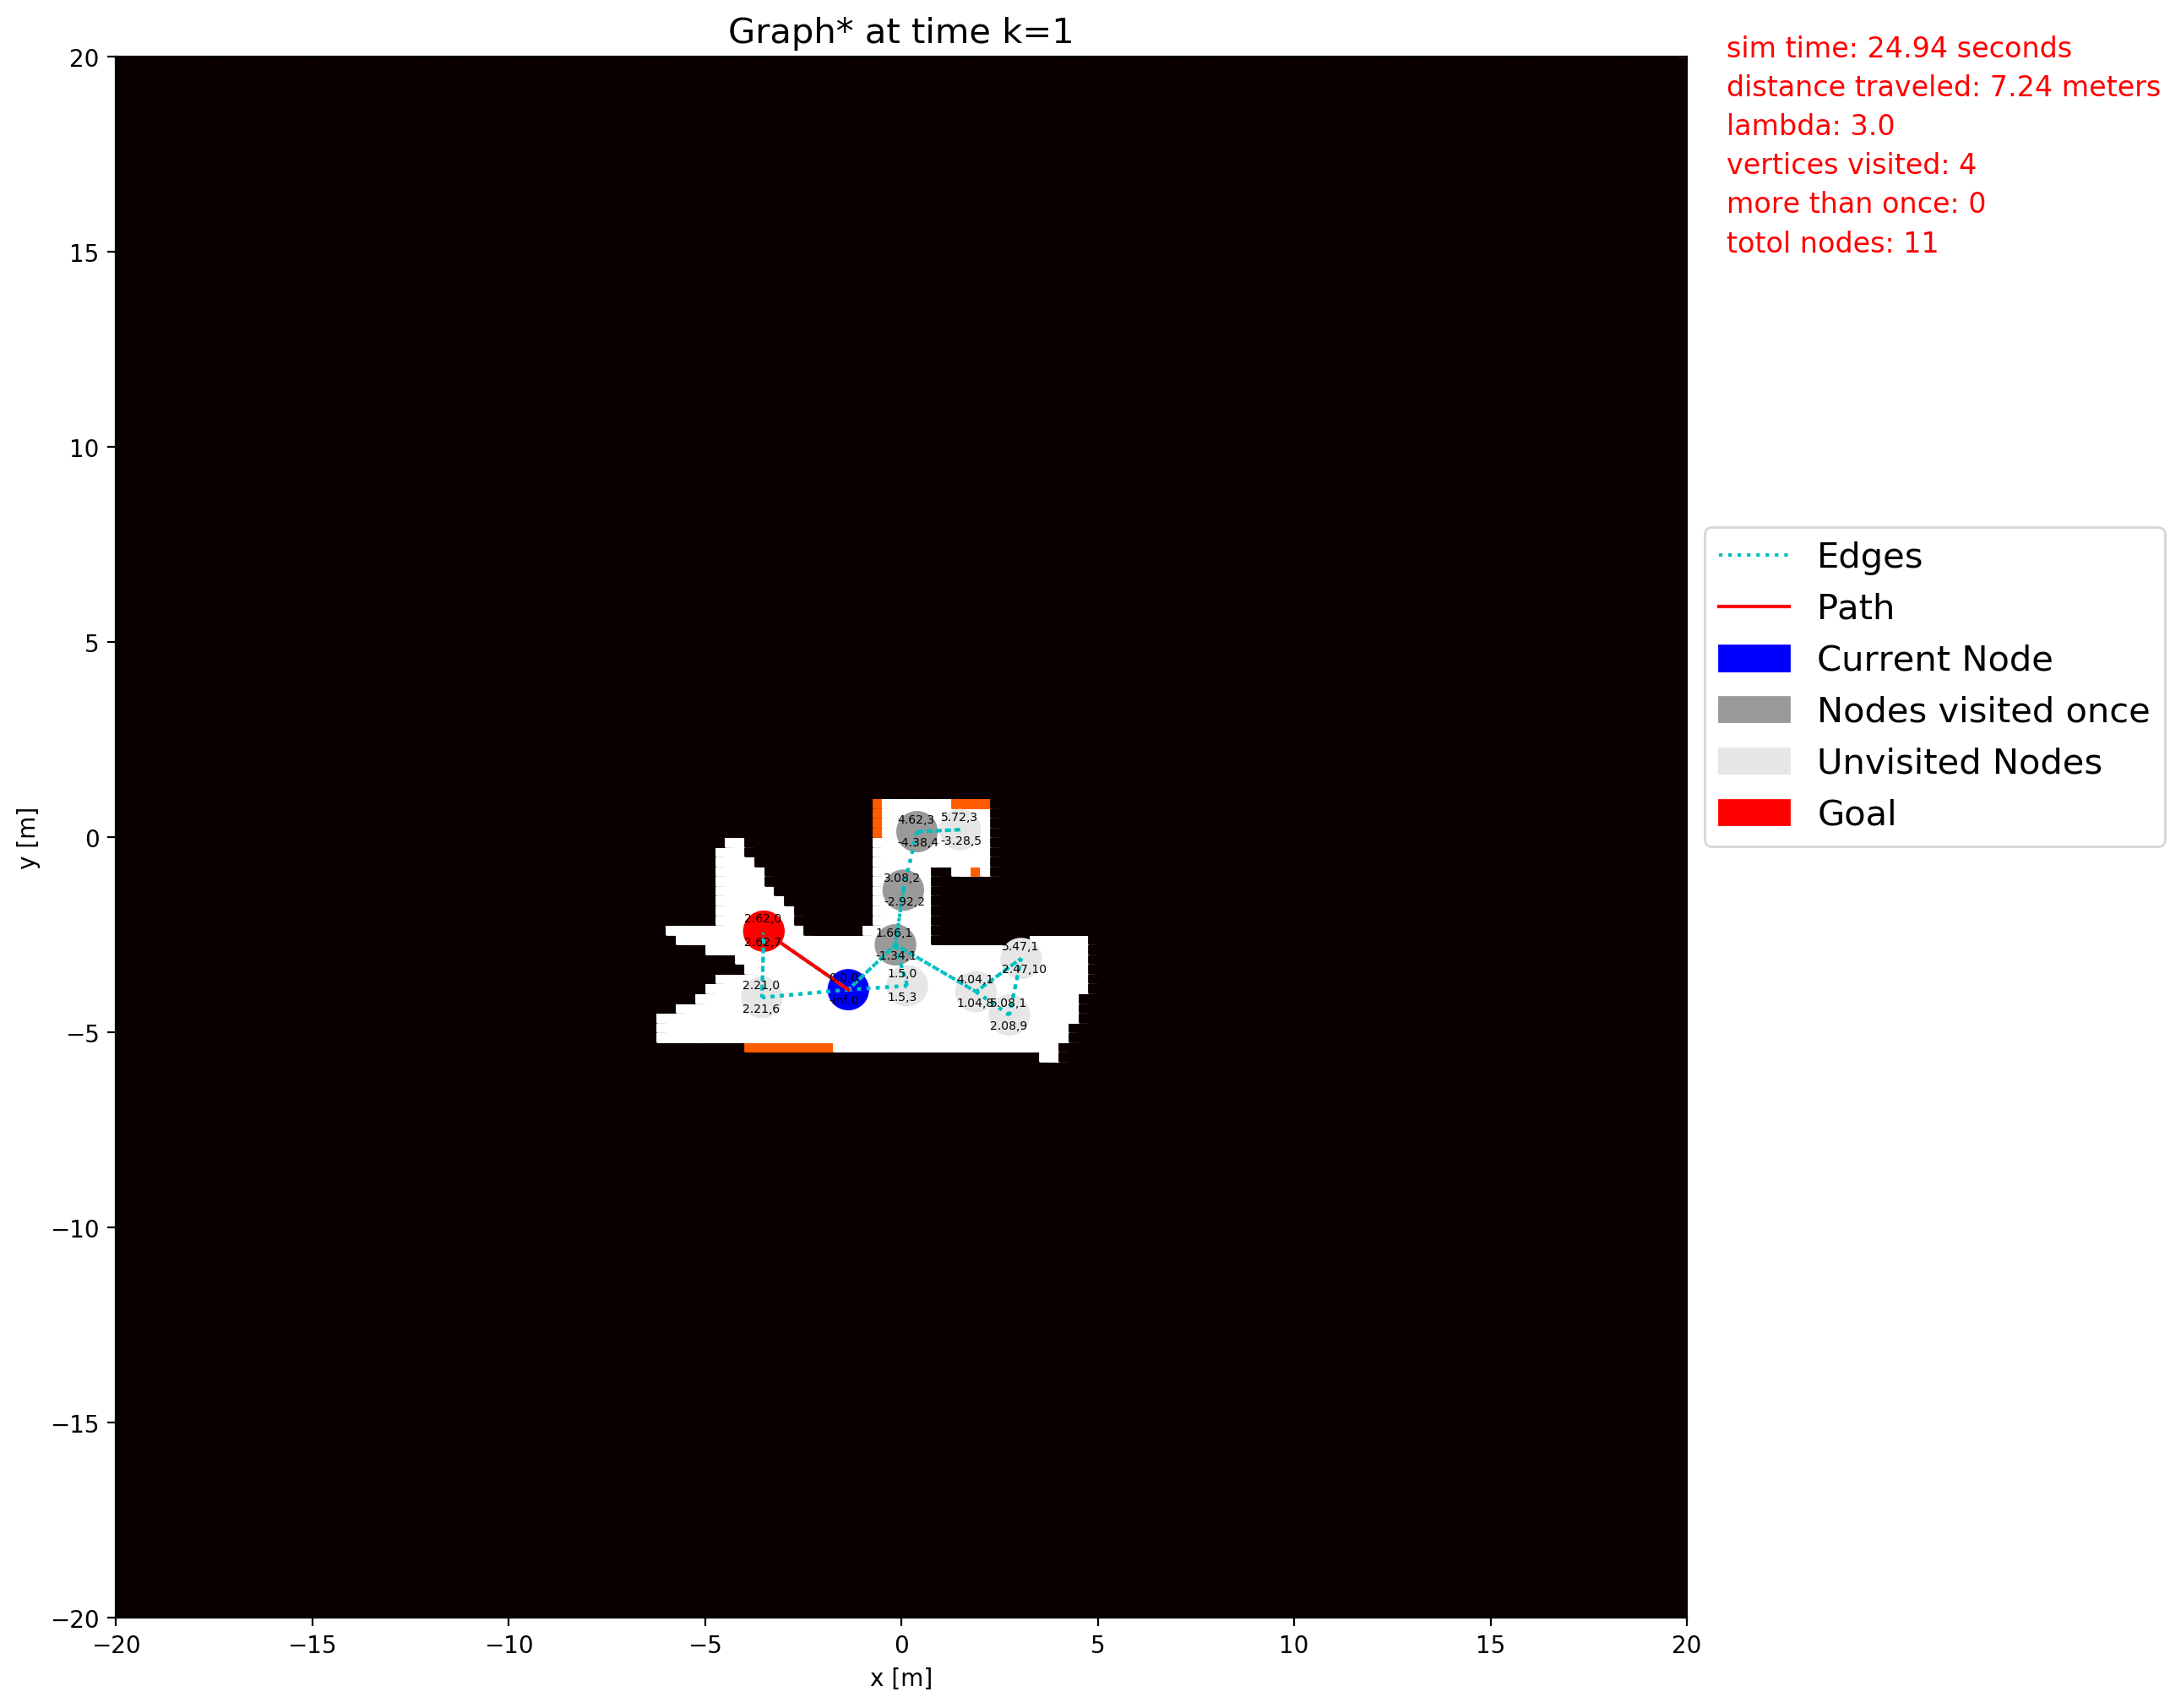 Graph* at time k=1
sim time: 24.94 seconds
distance traveled: 7.24 meters
lambda: 3.0
vertices visited: 4
more than once: 0
totol nodes: 11
20
15
10
5
0
−5
−10
−15
−20
y [m]
4.62,3
-4.38,4
5.72,3
-3.28,5
3.08,2
-2.92,2
2.62,0
2.62,7
1.66,1
-1.34,1
1.5,0
1.5,3
2.21,0
2.21,6
4.04,1
1.04,8
5.47,1
2.47,10
5.08,1
2.08,9
Edges
Path
Current Node
Nodes visited once
Unvisited Nodes
Goal
−20
−15
−10
−5
0
5
10
15
20
x [m]